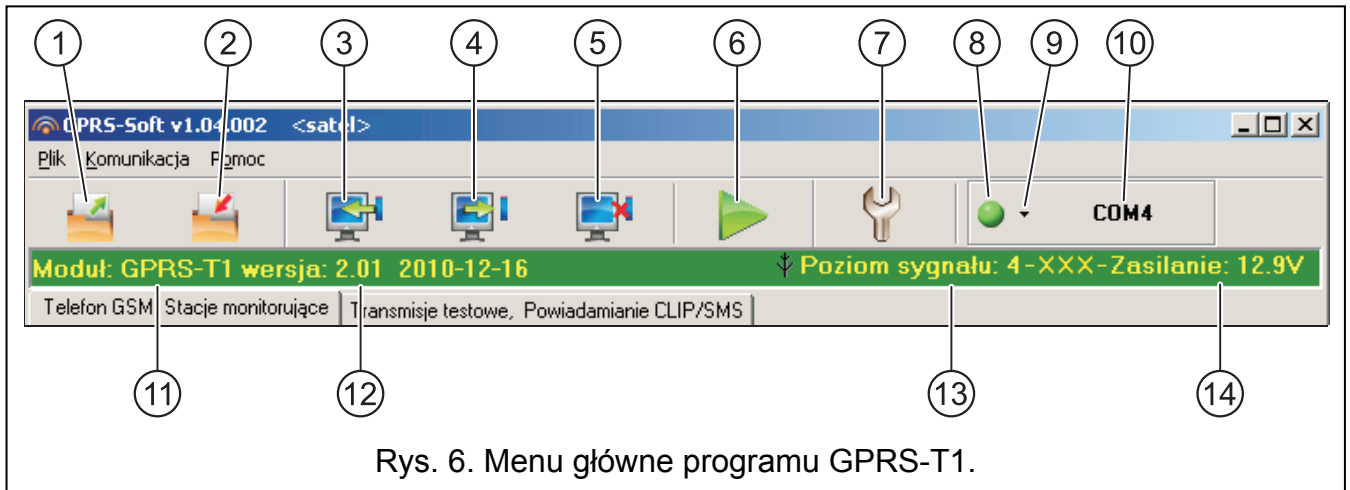 1 2 3 4 5 6 7 8 9 10
GPRS-Soft v1.04.002 <satel>
Plik Komunikacja Pomoc
COM4
Moduł: GPRS-T1 wersja: 2.01 2010-12-16 Poziom sygnału: 4-XXX-Zasilanie: 12.9V
Telefon GSM, Stacje monitorujące Transmisje testowe, Powiadamianie CLIP/SMS
11 12 13 14
Rys. 6. Menu główne programu GPRS-T1.